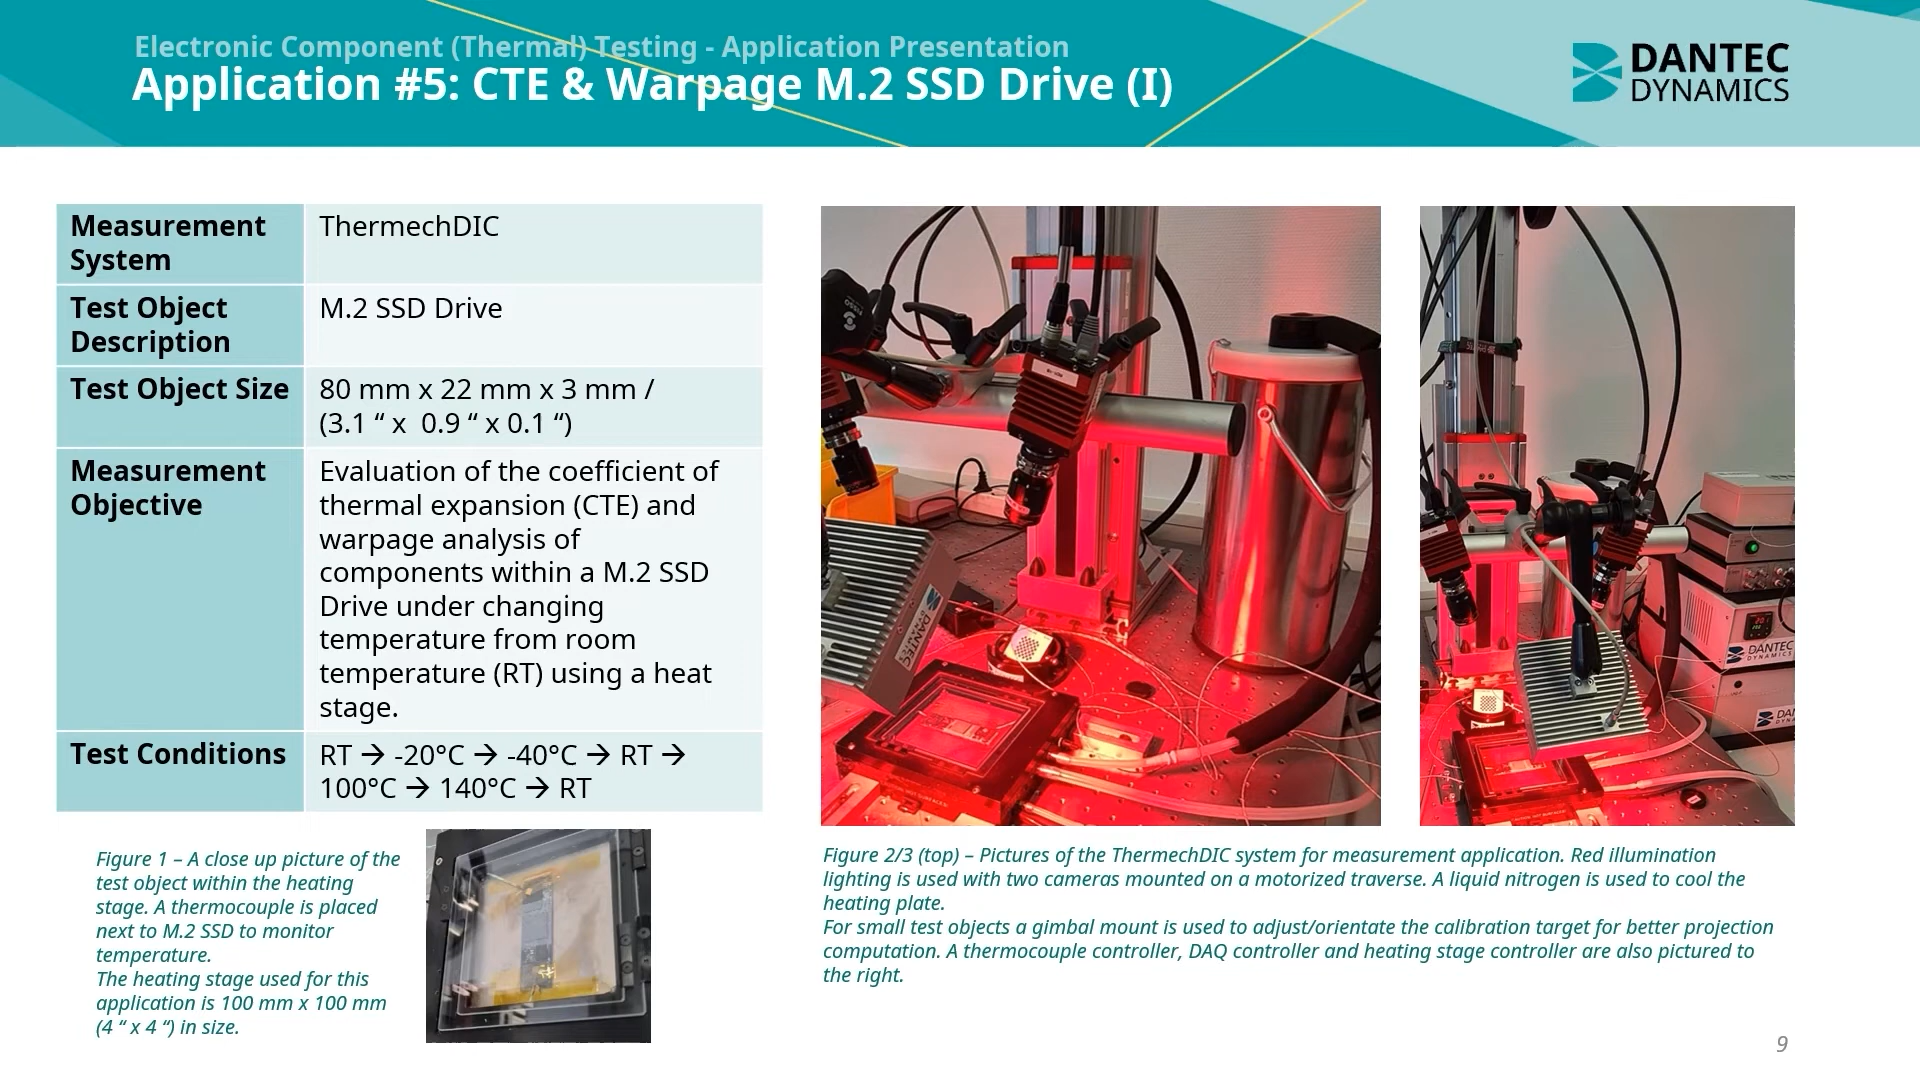 Electronic Component (Thermal) Testing - Application Presentation
Application #5: CTE & Warpage M.2 SSD Drive (I)
DANTEC
DYNAMICS
Measurement
System
ThermechDIC
Test Object
Description
M.2 SSD Drive
Test Object Size
80 mm x 22 mm x 3 mm /
(3.1 “ x  0.9 “ x 0.1 “)
Measurement
Objective
Evaluation of the coefficient of
thermal expansion (CTE) and
warpage analysis of
components within a M.2 SSD
Drive under changing
temperature from room
temperature (RT) using a heat
stage.
Test Conditions
RT → -20°C → -40°C → RT →
100°C → 140°C → RT
Figure 1 – A close up picture of the
test object within the heating
stage. A thermocouple is placed
next to M.2 SSD to monitor
temperature.
The heating stage used for this
application is 100 mm x 100 mm
(4 “ x 4 “) in size.
DANTEC
DYNAMICS
DANTEC
DYNAMICS
Figure 2/3 (top) – Pictures of the ThermechDIC system for measurement application. Red illumination
lighting is used with two cameras mounted on a motorized traverse. A liquid nitrogen is used to cool the
heating plate.
For small test objects a gimbal mount is used to adjust/orientate the calibration target for better projection
computation. A thermocouple controller, DAQ controller and heating stage controller are also pictured to
the right.
9